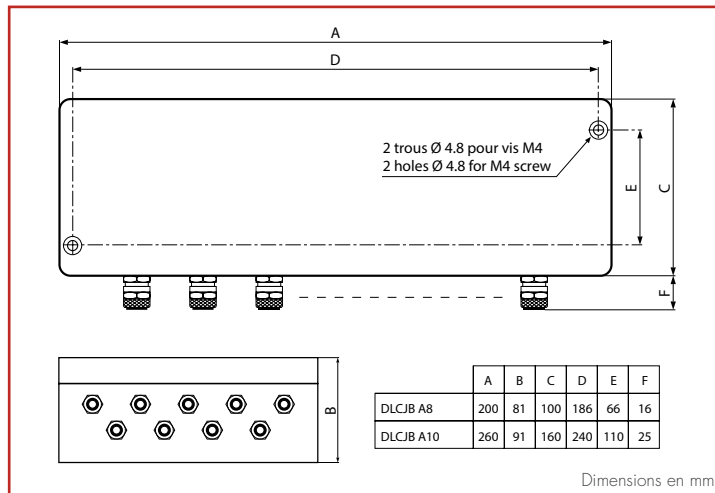 A
D
2 trous Ø 4.8 pour vis M4
2 holes Ø 4.8 for M4 screw
E
C
F
B
A B C D E F
DLCJB A8 200 81 100 186 66 16
DLCJB A10 260 91 160 240 110 25
Dimensions en mm